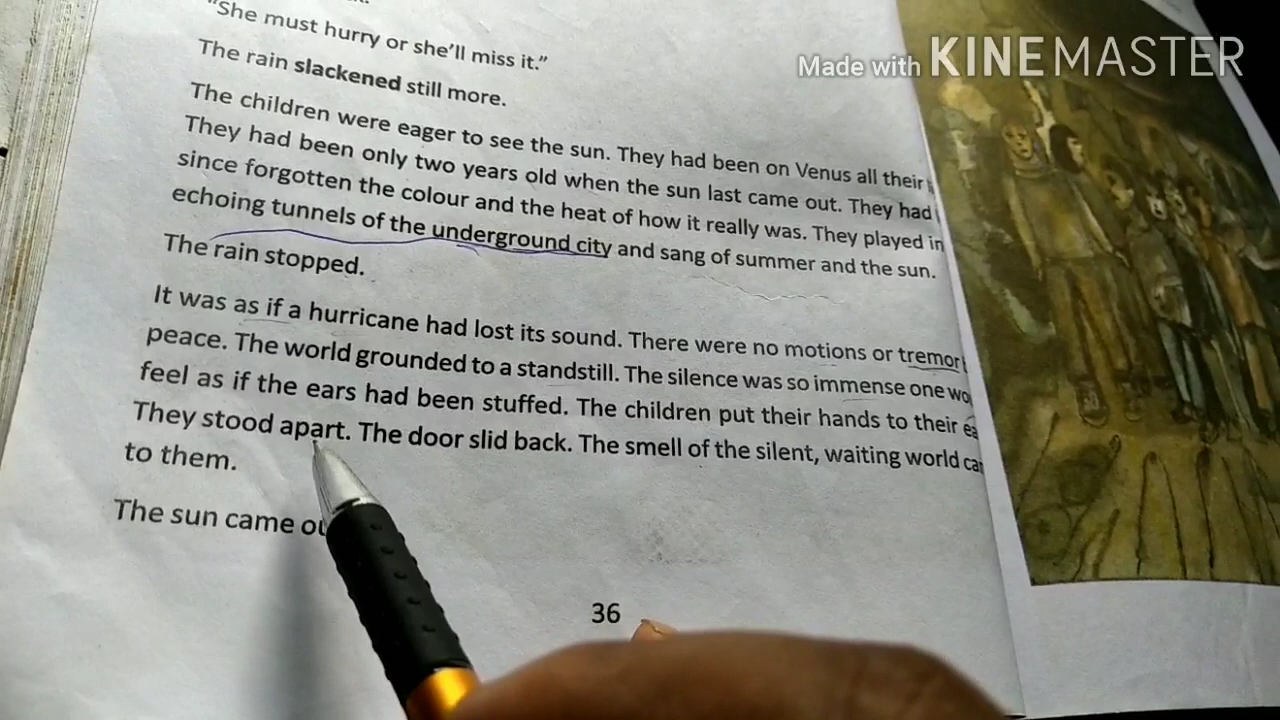 "She must hurry or she'll miss it."
Made with KINEMASTER
The rain slackened still more.
The children were eager to see the sun. They had been on Venus all their
They had been only two years old when the sun last came out. They had
since forgotten the colour and the heat of how it really was. They played in
echoing tunnels of the underground city and sang of summer and the sun.
The rain stopped.
It was as if a hurricane had lost its sound. There were no motions or tremor
peace. The world grounded to a standstill. The silence was so immense one
feel as if the ears had been stuffed. The children put their hands to their
They stood apart. The door slid back. The smell of the silent, waiting world
to them.
The sun came
36